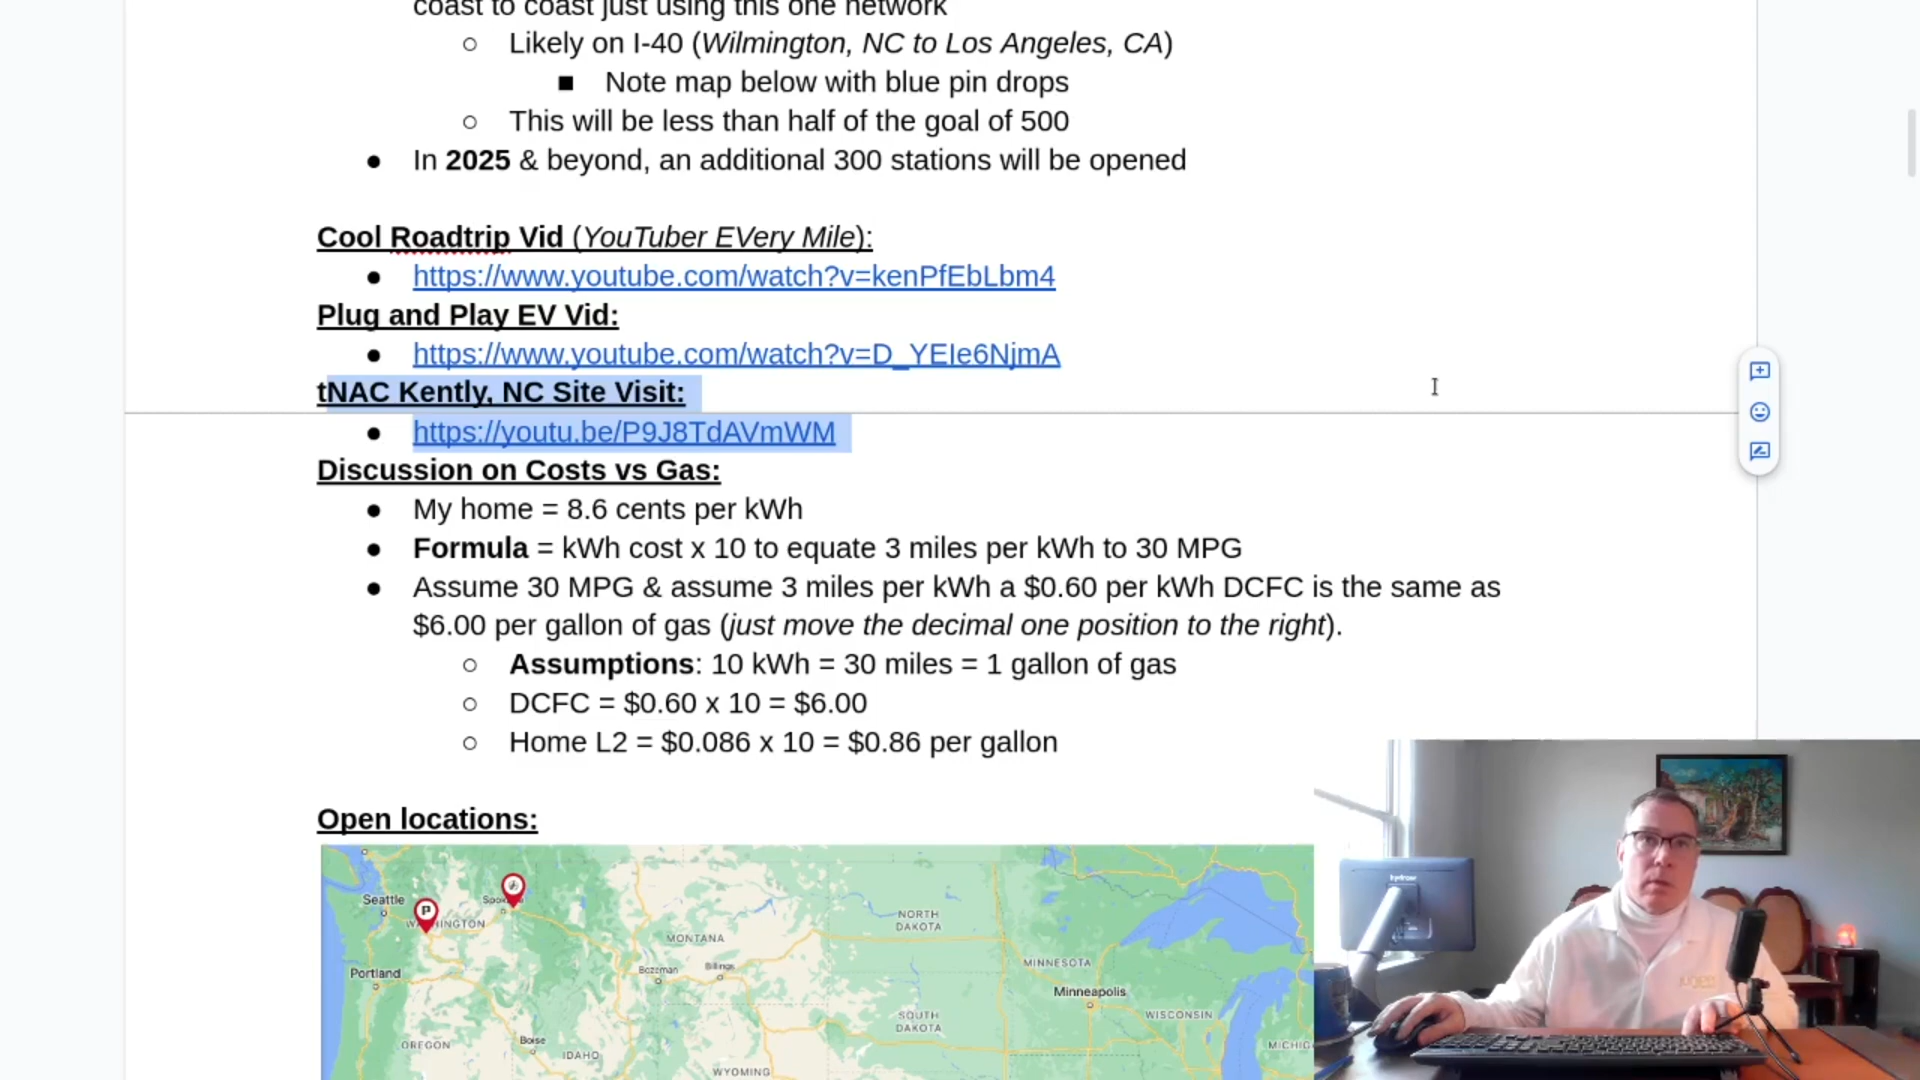 coast to coast just using this one network
○ Likely on I-40 (Wilmington, NC to Los Angeles, CA)
■ Note map below with blue pin drops
○ This will be less than half of the goal of 500
● In 2025 & beyond, an additional 300 stations will be opened
Cool Roadtrip Vid (YouTuber EVery Mile):
● https://www.youtube.com/watch?v=kenPfEbLbm4
Plug and Play EV Vid:
● https://www.youtube.com/watch?v=D_YEIe6NjmA
tNAC Kently, NC Site Visit:
● https://youtu.be/P9J8TdAVmWM
Discussion on Costs vs Gas:
● My home = 8.6 cents per kWh
● Formula = kWh cost x 10 to equate 3 miles per kWh to 30 MPG
● Assume 30 MPG & assume 3 miles per kWh a $0.60 per kWh DCFC is the same as
$6.00 per gallon of gas (just move the decimal one position to the right).
○ Assumptions: 10 kWh = 30 miles = 1 gallon of gas
○ DCFC = $0.60 x 10 = $6.00
○ Home L2 = $0.086 x 10 = $0.86 per gallon
Open locations:
Seattle
P
NORTH
DAKOTA
MONTANA
Bozeman
Billings
Portland
MINNESOTA
Minneapolis
SOUTH
DAKOTA
WISCONSIN
Boise
OREGON
IDAHO
WYOMING